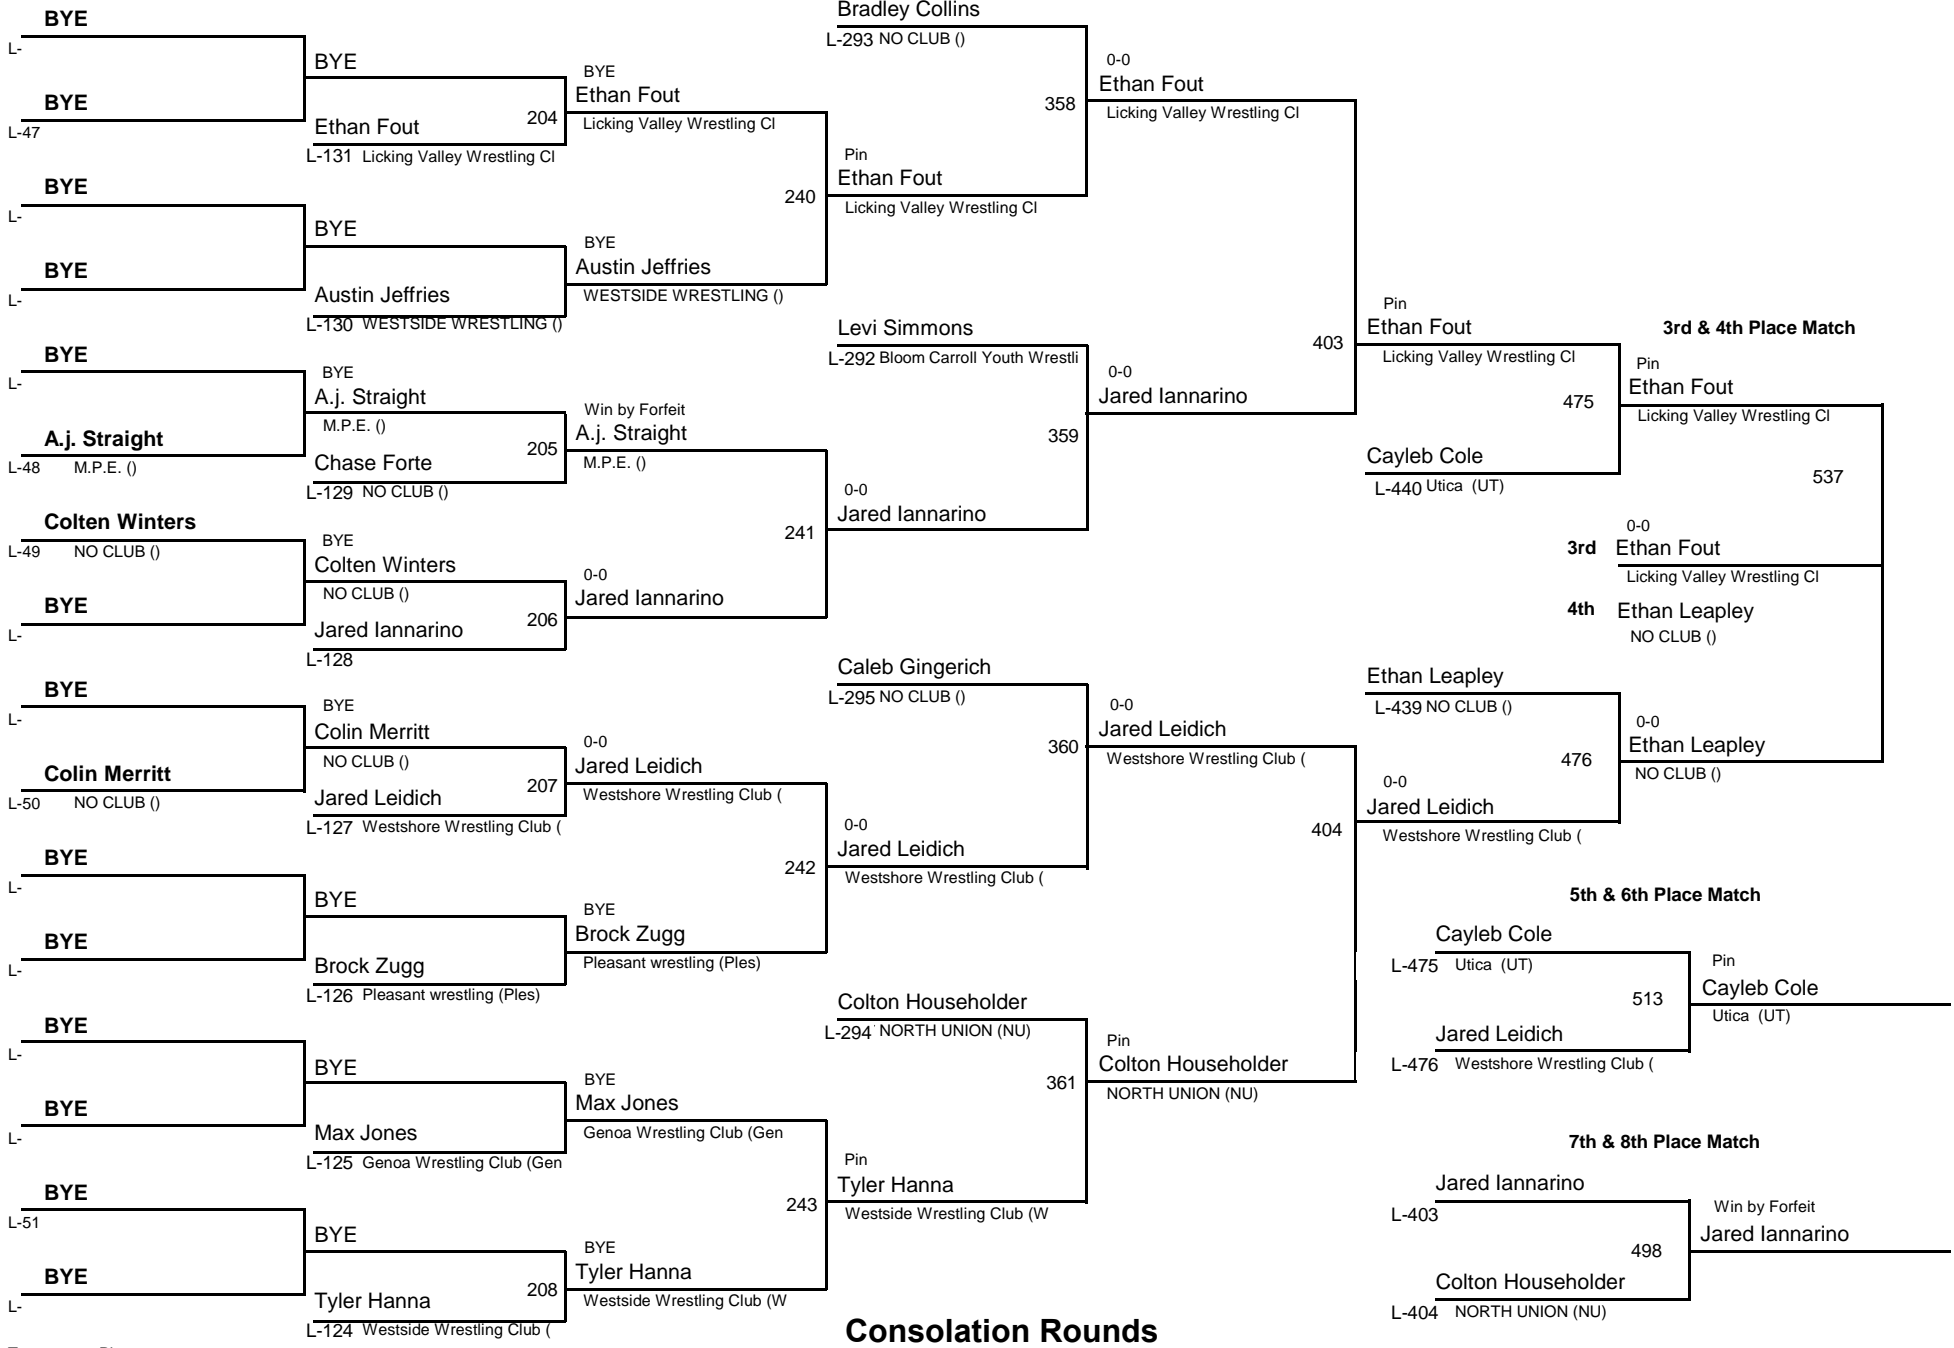 BYE
L-
BYE
L-47
BYE
L-
BYE
L-
BYE
L-
A.j. Straight
L-48 M.P.E. ()
Colten Winters
L-49 NO CLUB ()
BYE
L-
BYE
L-
Colin Merritt
L-50 NO CLUB ()
BYE
L-
BYE
L-
BYE
L-
BYE
L-
BYE
L-51
BYE
L-
BYE
Ethan Fout
204
L-131 Licking Valley Wrestling Cl
BYE
Austin Jeffries
L-130 WESTSIDE WRESTLING ()
BYE
A.j. Straight
M.P.E. ()
205
Chase Forte
L-129 NO CLUB ()
BYE
Colten Winters
NO CLUB ()
206
Jared Iannarino
L-128
BYE
Colin Merritt
NO CLUB ()
207
Jared Leidich
L-127 Westshore Wrestling Club (
BYE
Brock Zugg
L-126 Pleasant wrestling (Ples)
BYE
Max Jones
L-125 Genoa Wrestling Club (Gen
BYE
208
Tyler Hanna
L-124 Westside Wrestling Club (
BYE
Ethan Fout
Licking Valley Wrestling Cl
240
BYE
Austin Jeffries
WESTSIDE WRESTLING ()
Win by Forfeit
A.j. Straight
M.P.E. ()
241
0-0
Jared Iannarino
0-0
Jared Leidich
Westshore Wrestling Club (
242
BYE
Brock Zugg
Pleasant wrestling (Ples)
BYE
Max Jones
Genoa Wrestling Club (Gen
243
BYE
Tyler Hanna
Westside Wrestling Club (W
Bradley Collins
L-293 NO CLUB ()
358
Pin
Ethan Fout
Licking Valley Wrestling Cl
Levi Simmons
L-292 Bloom Carroll Youth Wrestli
359
0-0
Jared Iannarino
Caleb Gingerich
L-295 NO CLUB ()
360
0-0
Jared Leidich
Westshore Wrestling Club (
Colton Householder
L-294 NORTH UNION (NU)
361
Pin
Tyler Hanna
Westside Wrestling Club (W
0-0
Ethan Fout
Licking Valley Wrestling Cl
403
0-0
Jared Iannarino
0-0
Jared Leidich
Westshore Wrestling Club (
404
Pin
Colton Householder
NORTH UNION (NU)
Pin
Ethan Fout
Licking Valley Wrestling Cl
475
Cayleb Cole
L-440 Utica (UT)
Ethan Leapley
L-439 NO CLUB ()
476
0-0
Jared Leidich
Westshore Wrestling Club (
3rd & 4th Place Match
Pin
Ethan Fout
Licking Valley Wrestling Cl
537
0-0
3rd Ethan Fout
Licking Valley Wrestling Cl
4th Ethan Leapley
NO CLUB ()
0-0
Ethan Leapley
NO CLUB ()
5th & 6th Place Match
Cayleb Cole
L-475 Utica (UT)
513
Jared Leidich
L-476 Westshore Wrestling Club (
Pin
Cayleb Cole
Utica (UT)
7th & 8th Place Match
Jared Iannarino
L-403
498
Colton Householder
L-404 NORTH UNION (NU)
Win by Forfeit
Jared Iannarino
Consolation Rounds